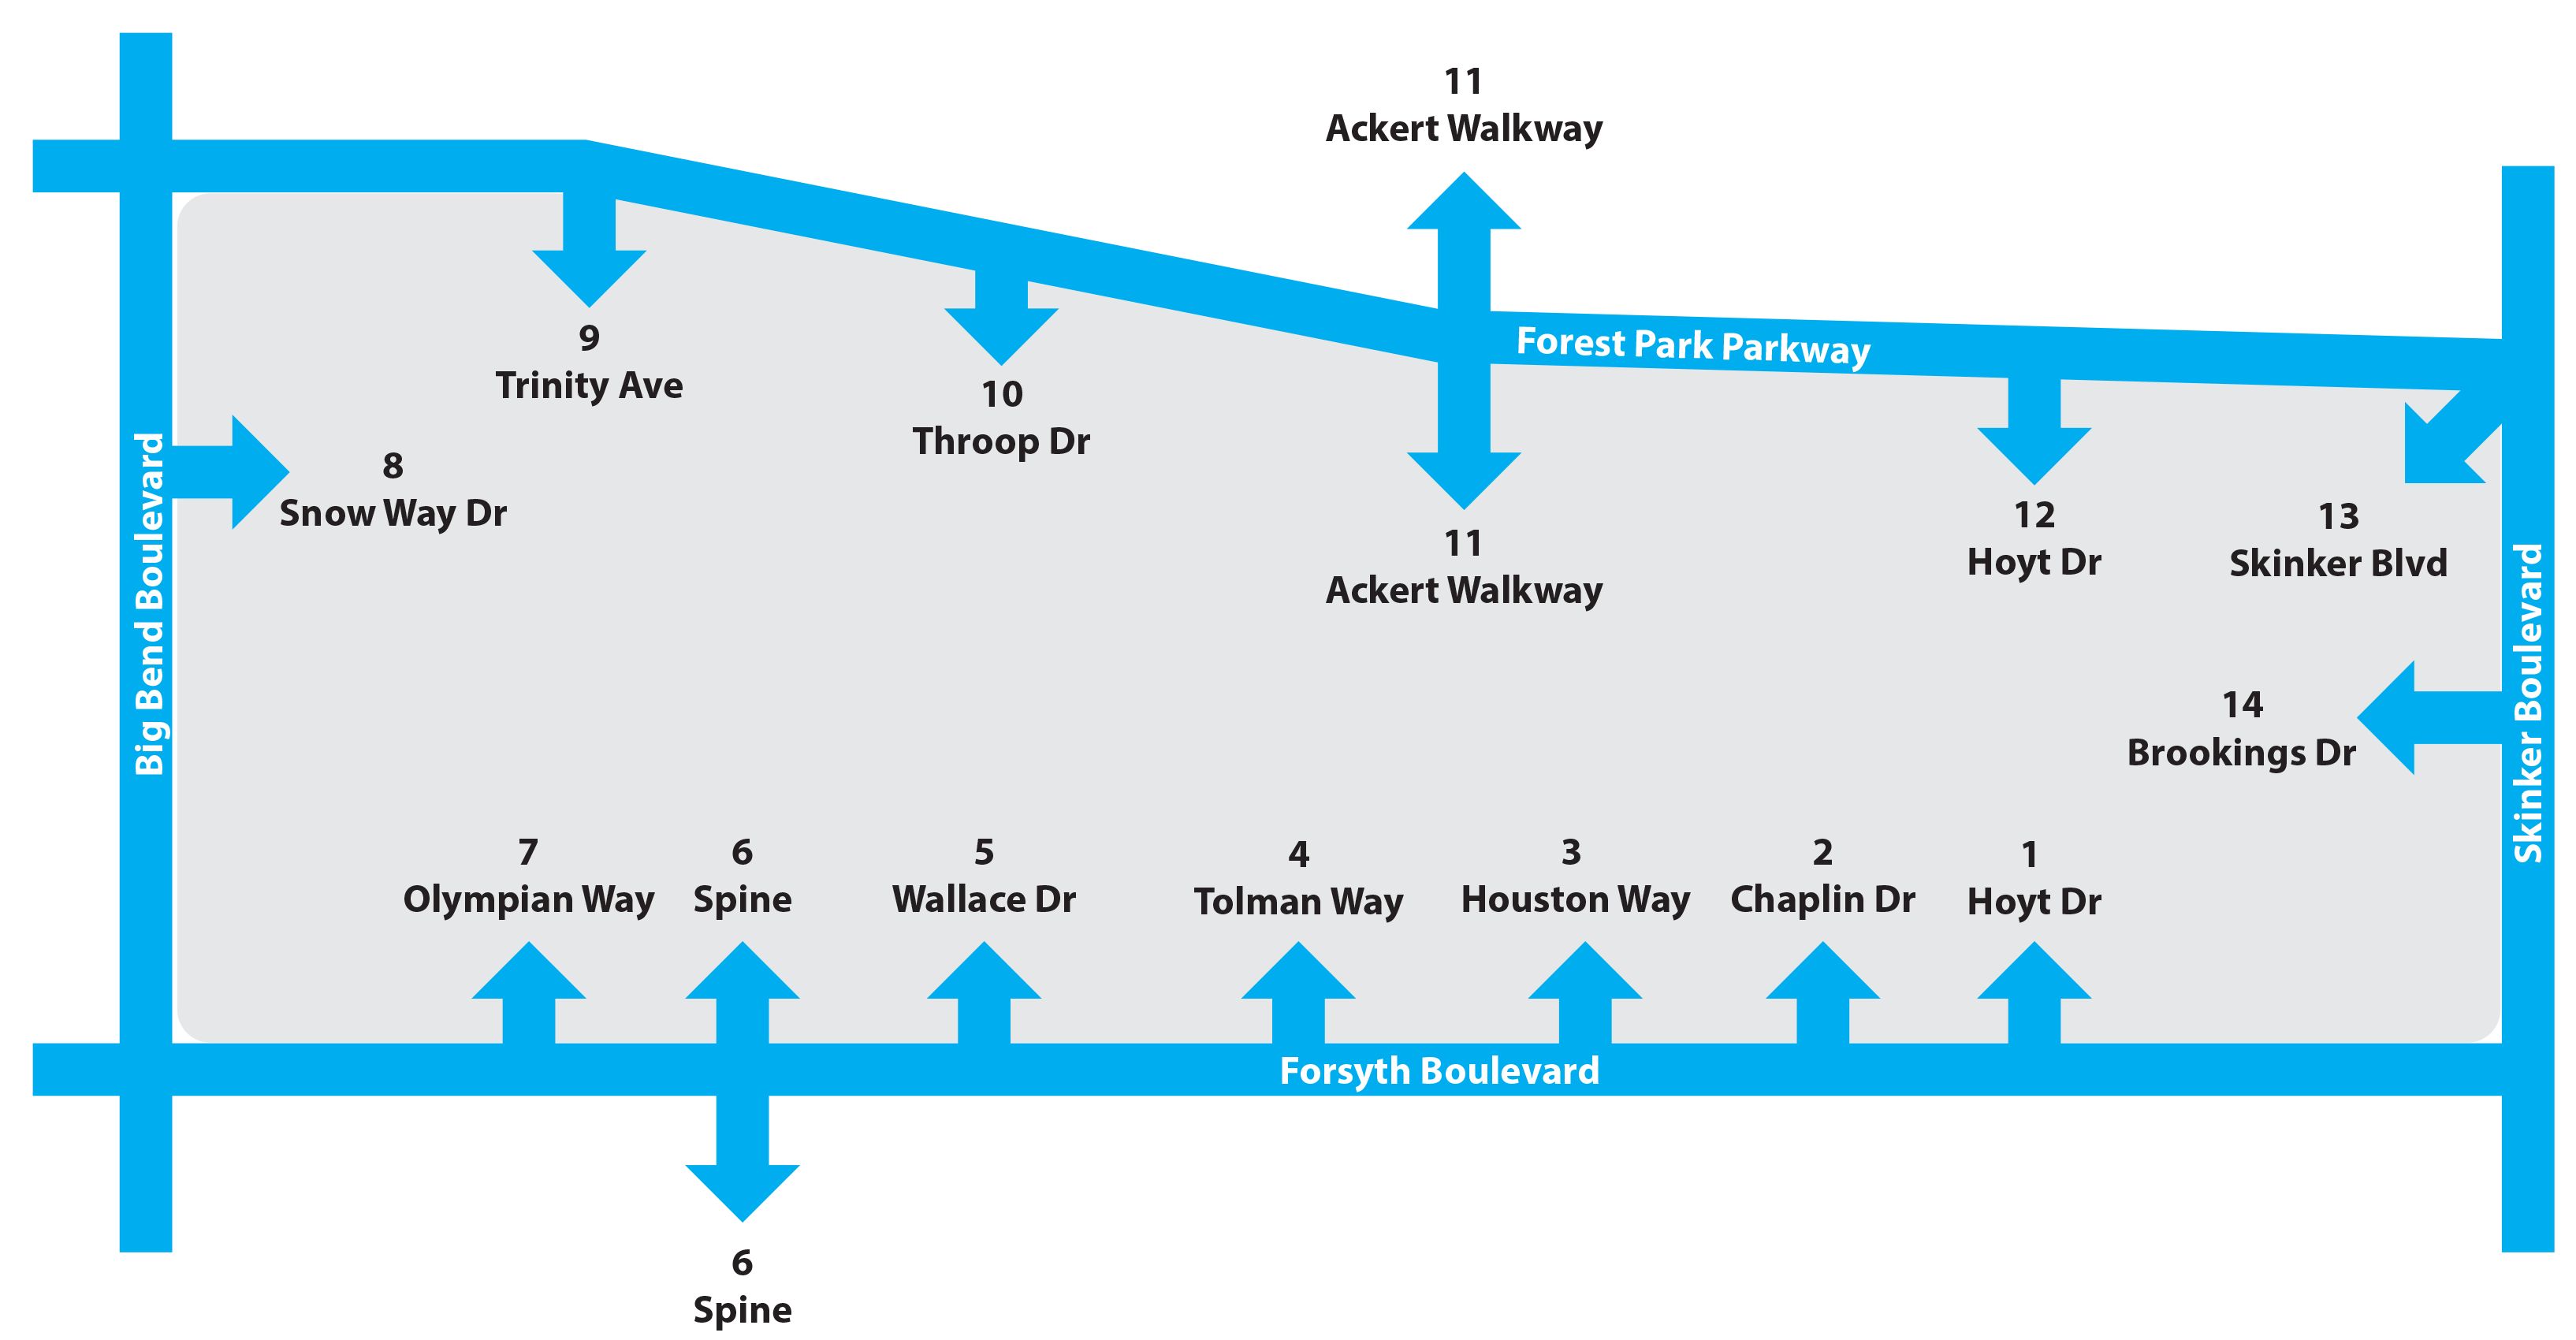 11
Ackert Walkway
Forest Park Parkway
9
Trinity Ave
10
Throop Dr
8
Snow Way Dr
11
Ackert Walkway
12
Hoyt Dr
13
Skinker Blvd
Big Bend Boulevard
Skinker Boulevard
14
Brookings Dr
7
Olympian Way
6
Spine
5
Wallace Dr
4
Tolman Way
3
Houston Way
2
Chaplin Dr
1
Hoyt Dr
Forsyth Boulevard
6
Spine